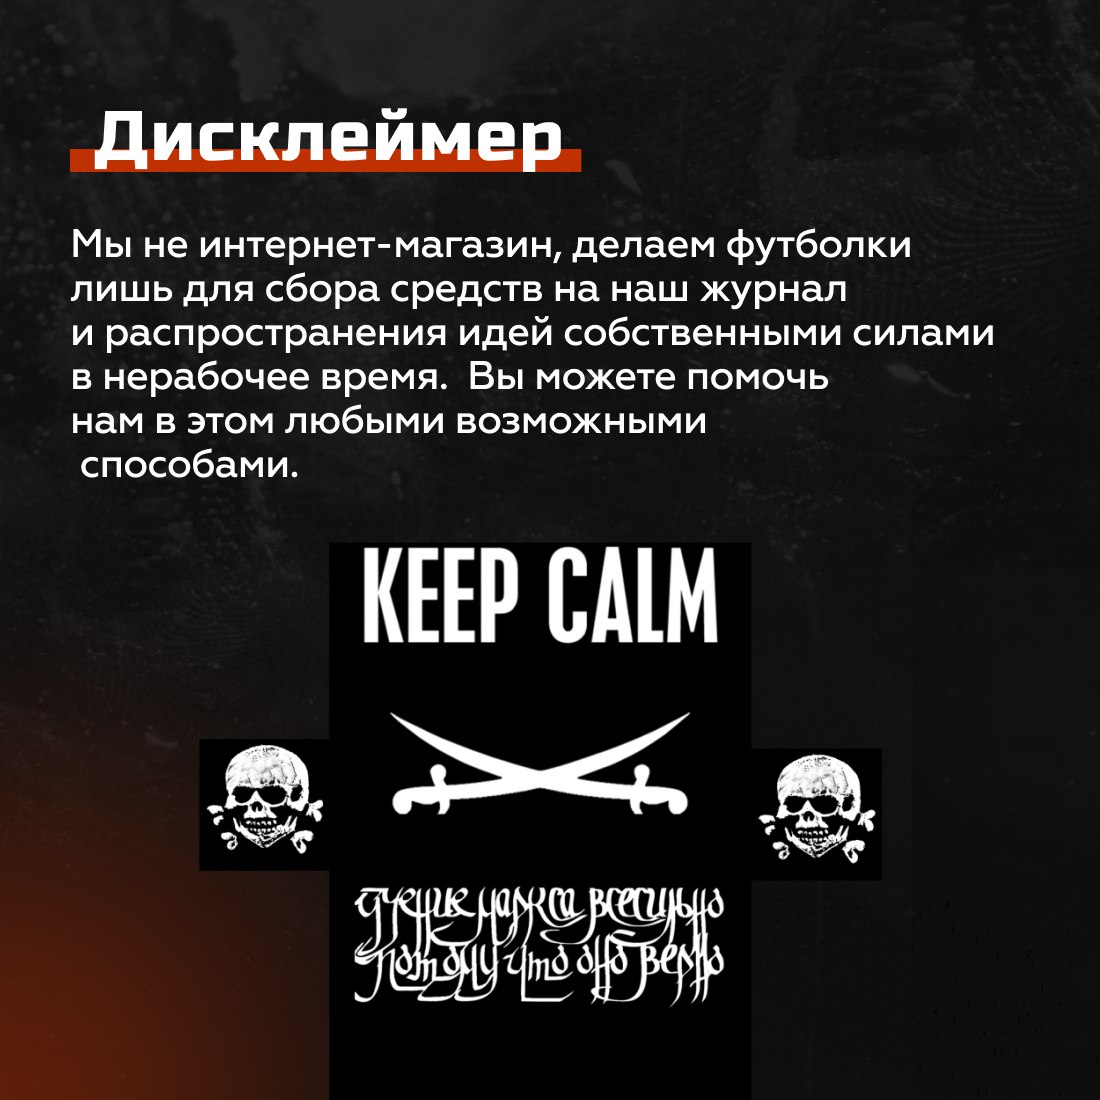 Дисклеймер
Мы не интернет-магазин, делаем футболки
лишь для сбора средств на наш журнал
и распространения идей собственными силами
в нерабочее время. Вы можете помочь
нам в этом любыми возможными
способами.
KEEP CALM
учение маркса всесильно
потому что оно верно